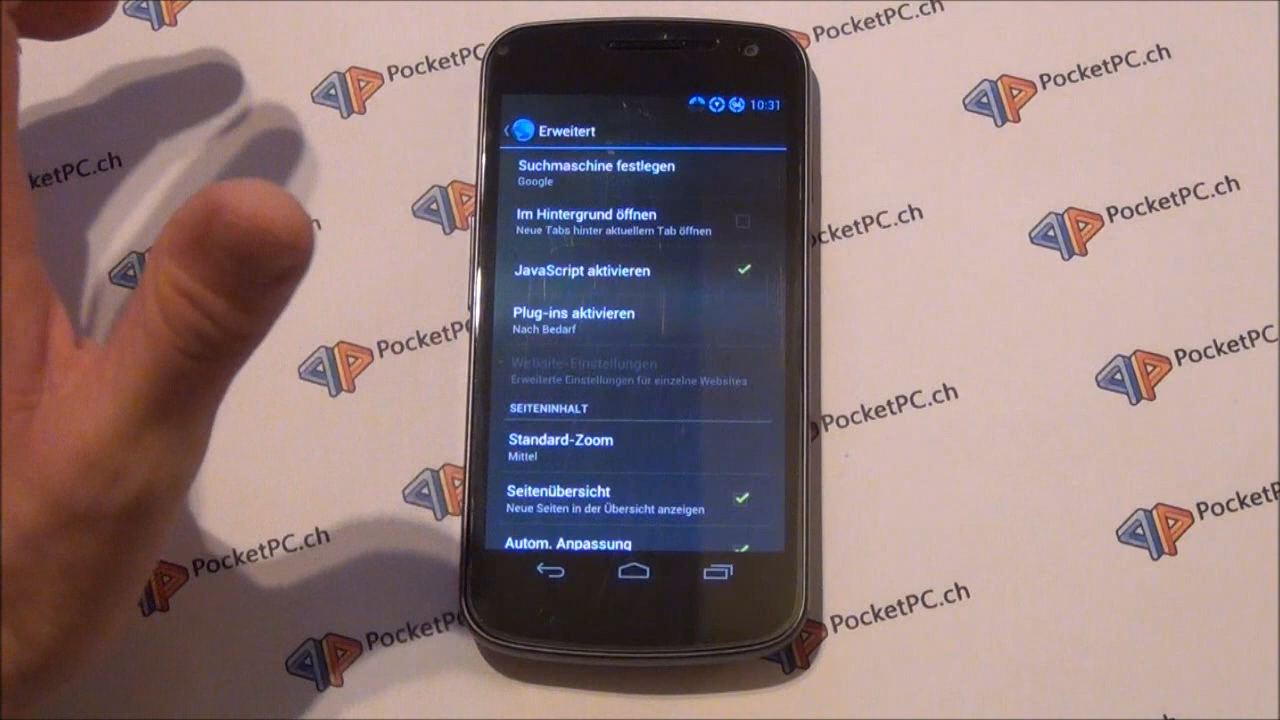 PocketPC.ch
PocketPC
PocketPC.ch
ketPC.ch
PocketPC.ch
cketPC.ch
PocketP
PocketPC.
PocketPC.ch
PocketPC.ch
PocketPC.ch
PocketPC
PocketPC.ch
PocketPC.ch
10:31
Erweitert
Suchmaschine festlegen
Google
Im Hintergrund öffnen
Neue Tabs hinter aktuellem Tab öffnen
JavaScript aktivieren
Plug-ins aktivieren
Nach Bedarf
Website-Einstellungen
Erweiterte Einstellungen für einzelne Websites
SEITENINHALT
Standard-Zoom
Mittel
Seitenübersicht
Neue Seiten in der Übersicht anzeigen
Autom. Anpassung